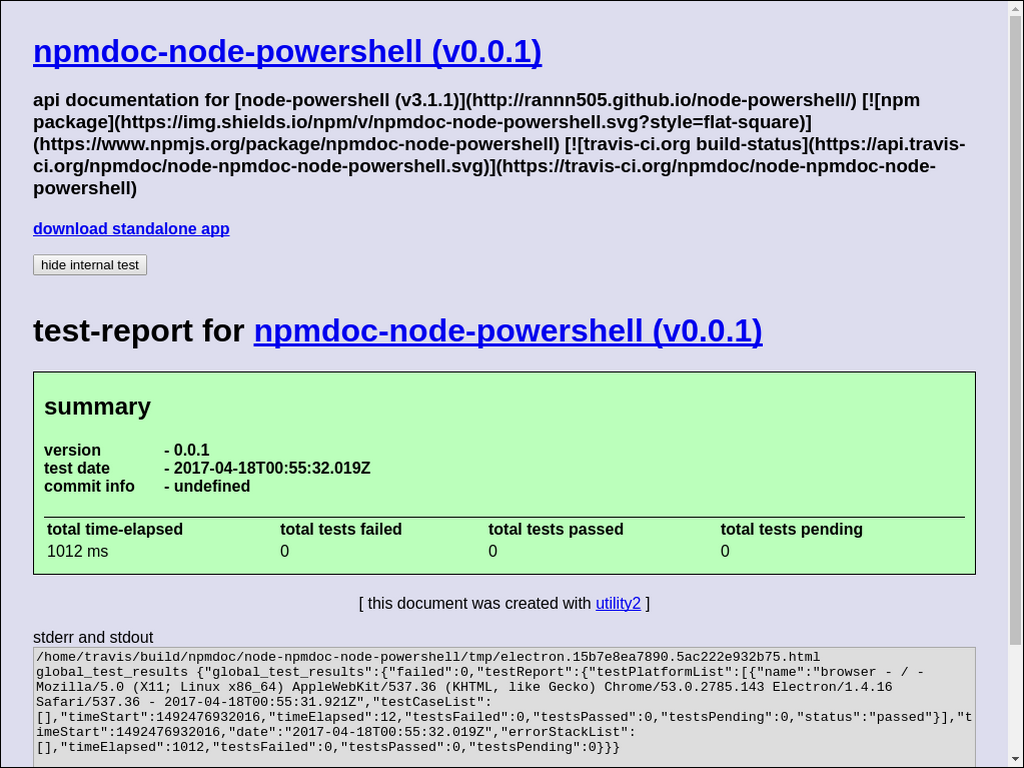 npmdoc-node-powershell (v0.0.1)
api documentation for [node-powershell (v3.1.1)](http://rannn505.github.io/node-powershell/) [![npm
package](https://img.shields.io/npm/v/npmdoc-node-powershell.svg?style=flat-square)]
(https://www.npmjs.org/package/npmdoc-node-powershell) [![travis-ci.org build-status](https://api.travis-
ci.org/npmdoc/node-npmdoc-node-powershell.svg)](https://travis-ci.org/npmdoc/node-npmdoc-node-
powershell)
download standalone app
hide internal test
test-report for npmdoc-node-powershell (v0.0.1)
summary
version - 0.0.1
test date - 2017-04-18T00:55:32.019Z
commit info - undefined
total time-elapsed total tests failed total tests passed total tests pending
1012 ms 0 0 0
[ this document was created with utility2 ]
stderr and stdout
/home/travis/build/npmdoc/node-npmdoc-node-powershell/tmp/electron.15b7e8ea7890.5ac222e932b75.html
global_test_results {"global_test_results":{"failed":0,"testReport":{"testPlatformList":[{"name":"browser - / -
Mozilla/5.0 (X11; Linux x86_64) AppleWebKit/537.36 (KHTML, like Gecko) Chrome/53.0.2785.143 Electron/1.4.16
Safari/537.36 - 2017-04-18T00:55:31.921Z","testCaseList":
[],"timeStart":1492476932016,"timeElapsed":12,"testsFailed":0,"testsPassed":0,"testsPending":0,"status":"passed"}],"t
imeStart":1492476932016,"date":"2017-04-18T00:55:32.019Z","errorStackList":
[],"timeElapsed":1012,"testsFailed":0,"testsPassed":0,"testsPending":0}}}